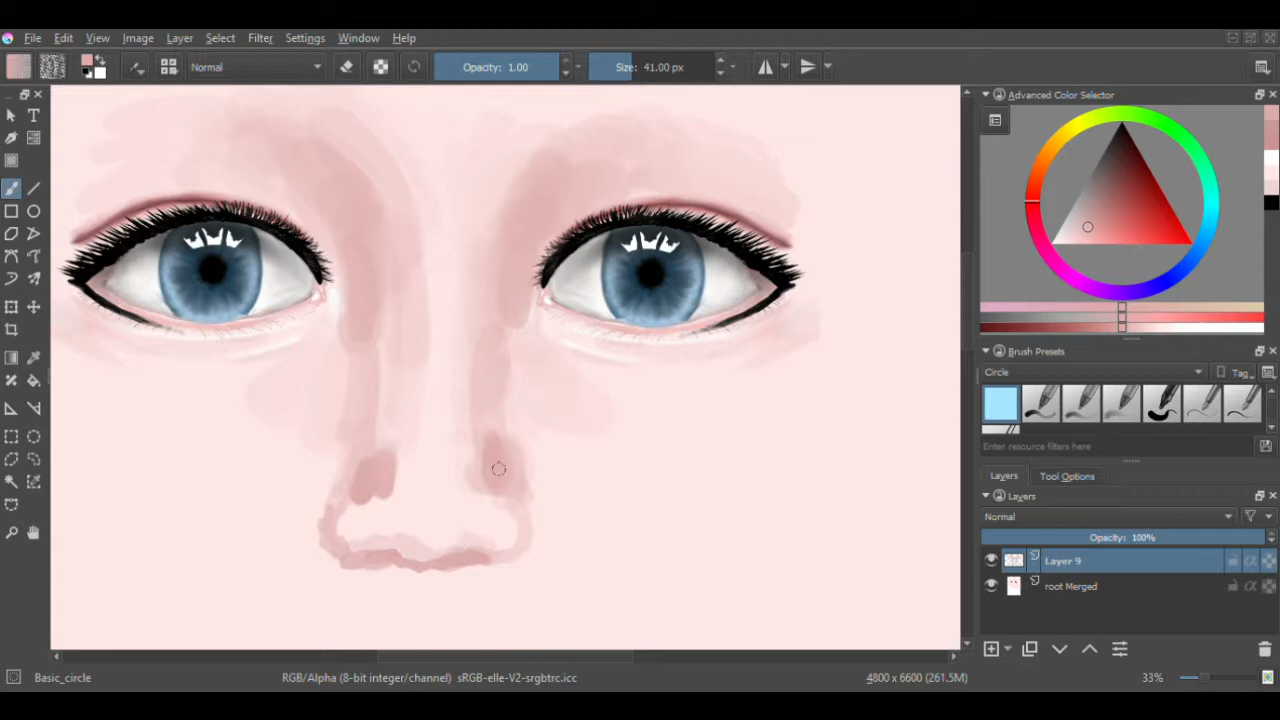 File Edit View Image Layer Select Filter Settings Window Help
Normal Opacity: 1.00 Size: 41.00 px
Advanced Color Selector
Brush Presets
Circle Tag
Enter resource filters here
Layers Tool Options
Layers
Normal
Opacity: 100%
Layer 9
root Merged
Basic_circle RGB/Alpha (8-bit integer/channel) sRGB-elle-V2-srgbtrc.icc 4800 x 6600 (261.5M) 33%